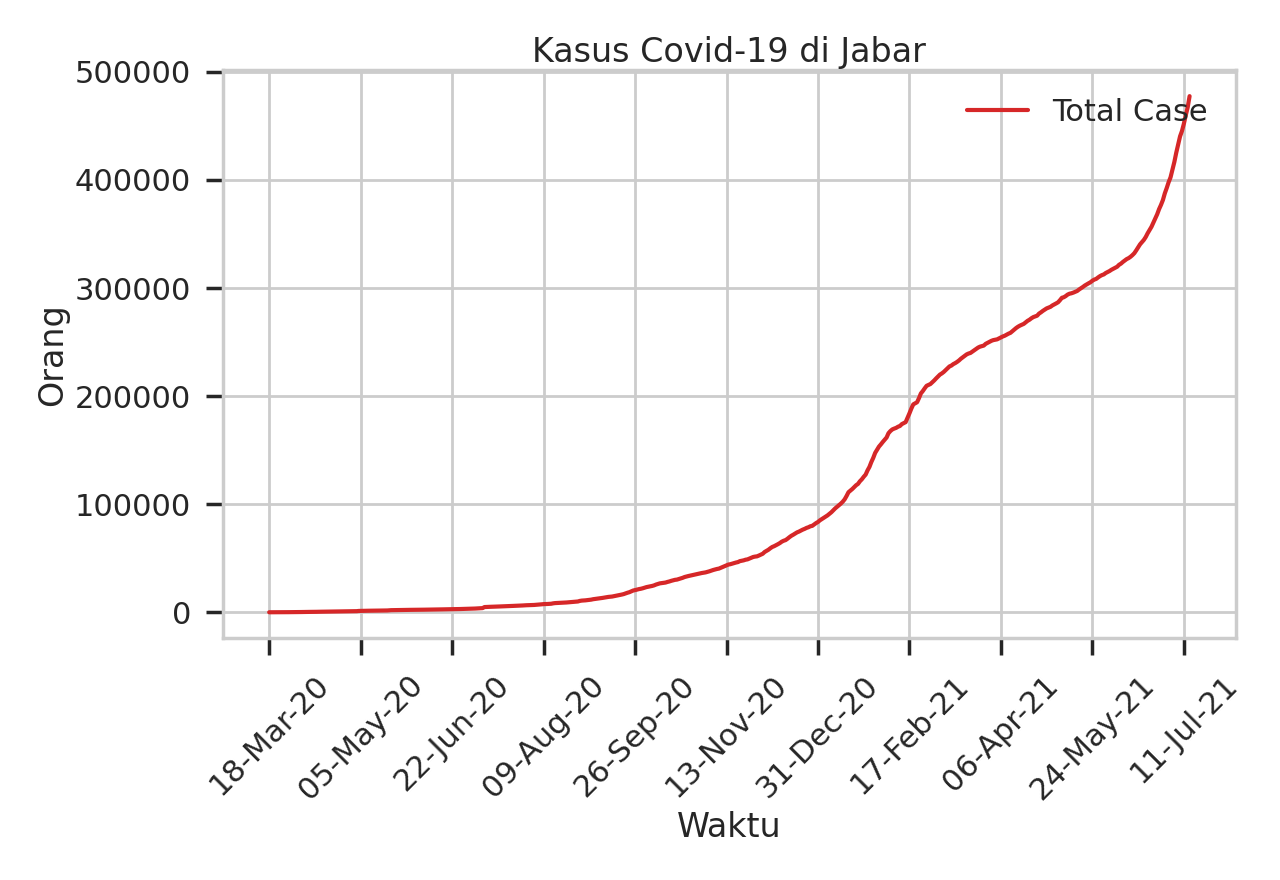 Kasus Covid-19 di Jabar
Total Case
Orang
500000
400000
300000
200000
100000
0
18-Mar-20
05-May-20
22-Jun-20
09-Aug-20
26-Sep-20
13-Nov-20
31-Dec-20
17-Feb-21
06-Apr-21
24-May-21
11-Jul-21
Waktu